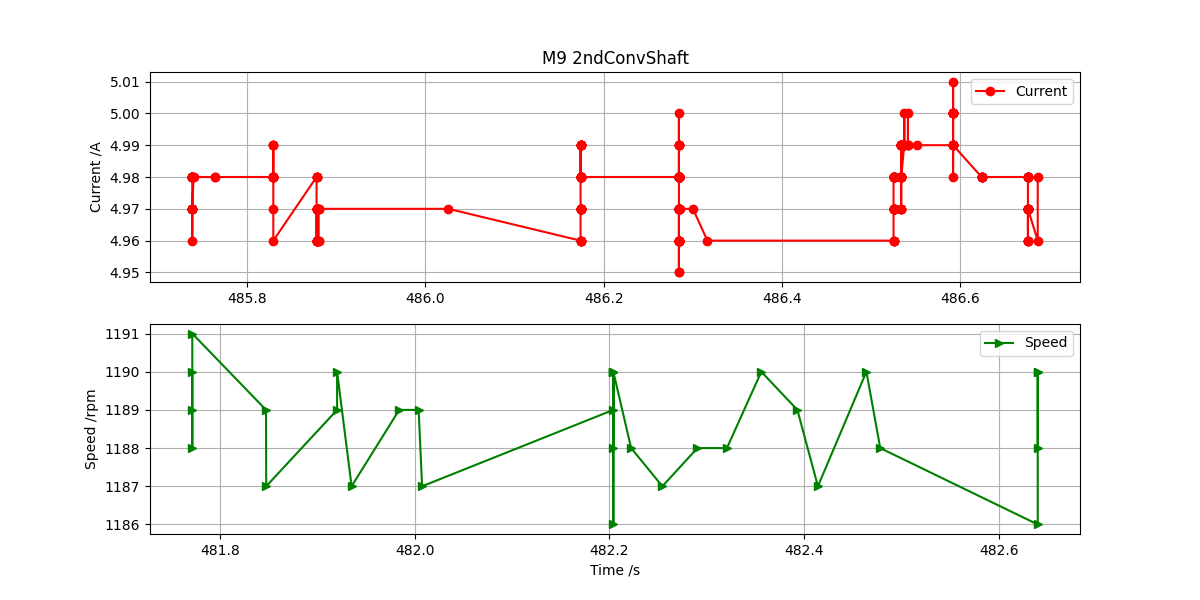 M9 2ndConvShaft
Current /A
5.01
5.00
4.99
4.98
4.97
4.96
4.95
Current
485.8 486.0 486.2 486.4 486.6
Speed /rpm
1191
1190
1189
1188
1187
1186
Speed
481.8 482.0 482.2 482.4 482.6
Time /s